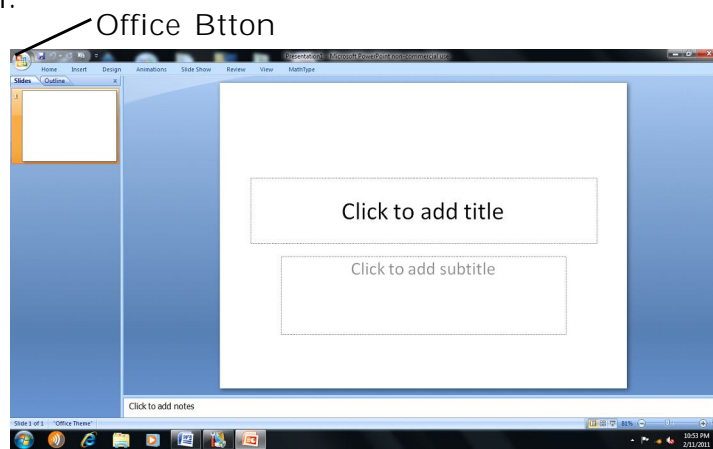 1.
Office Btton
Presentation1 - Microsoft PowerPoint non-commercial use
Home Insert Design Animations Slide Show Review View MathType
Slides Outline x
1
Click to add title
Click to add subtitle
Click to add notes
Slide 1 of 1 "Office Theme" 81%
10:53 PM
2/11/2011